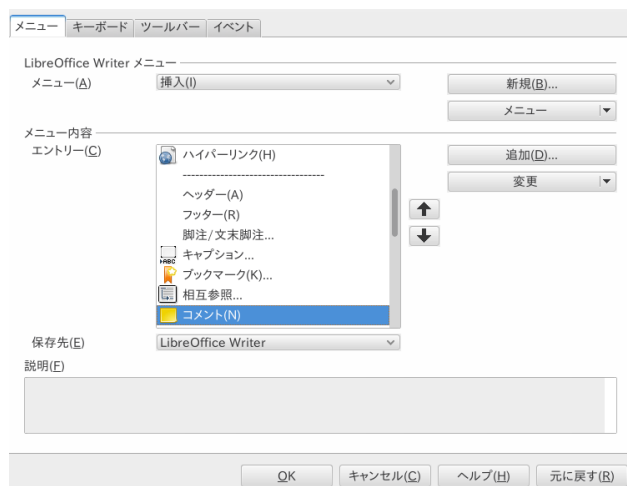 メニュー キーボード ツールバー イベント
LibreOffice Writer メニュー
メニュー(A) 挿入(I) 新規(B)...
メニュー
メニュー内容
エントリー(C) ハイパーリンク(H) 追加(D)...
--------------------------------- 変更
ヘッダー(A)
フッター(R)
脚注/文末脚注...
キャプション...
ブックマーク(K)...
相互参照...
コメント(N)
保存先(E) LibreOffice Writer
説明(F)
OK キャンセル(C) ヘルプ(H) 元に戻す(R)